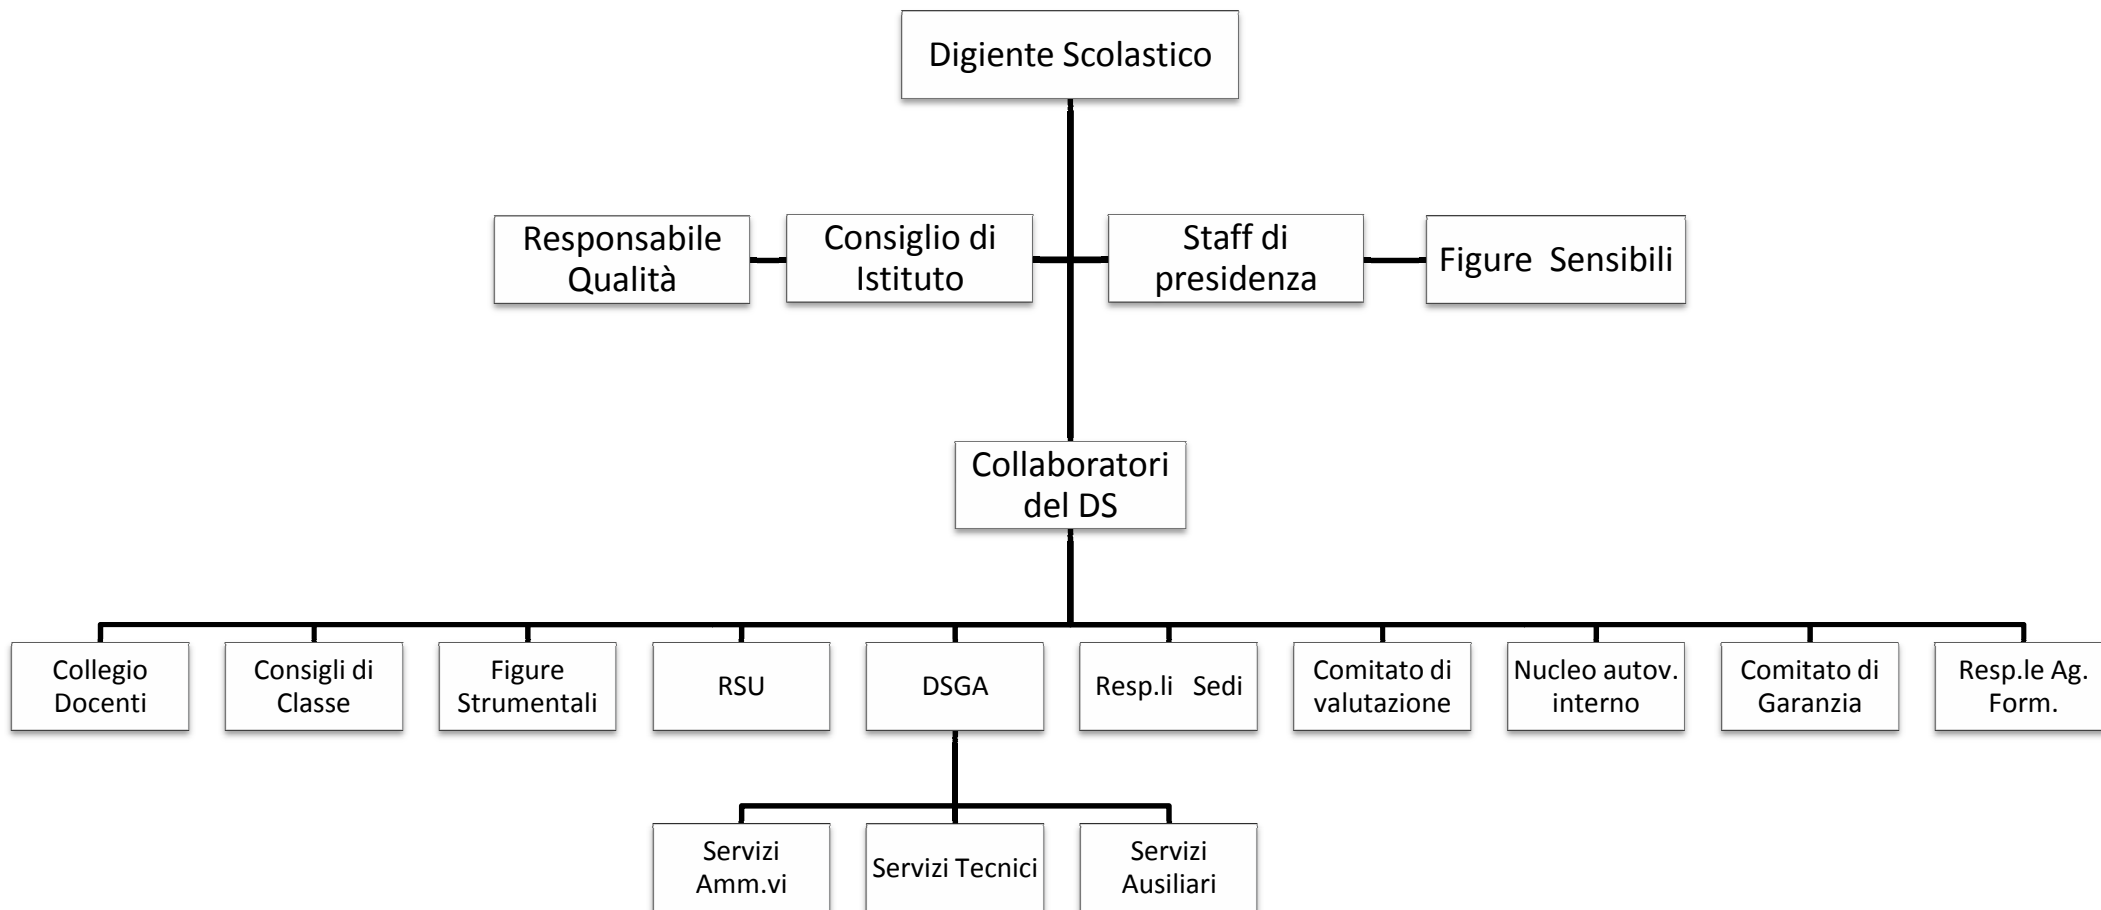 Digiente Scolastico
Responsabile
Qualità
Consiglio di
Istituto
Staff di
presidenza
Figure  Sensibili
Collaboratori
del DS
Collegio
Docenti
Consigli di
Classe
Figure
Strumentali
RSU
DSGA
Resp.li   Sedi
Comitato di
valutazione
Nucleo autov.
interno
Comitato di
Garanzia
Resp.le Ag.
Form.
Servizi
Amm.vi
Servizi Tecnici
Servizi
Ausiliari